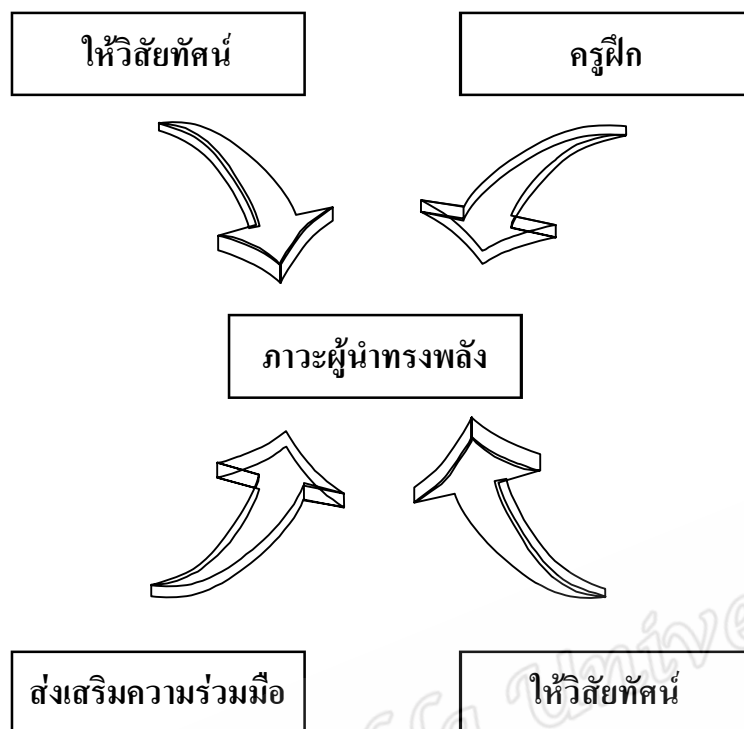 ให้วิสัยทัศน์
ครูฝึก
ภาวะผู้นำทรงพลัง
ส่งเสริมความร่วมมือ
ให้วิสัยทัศน์